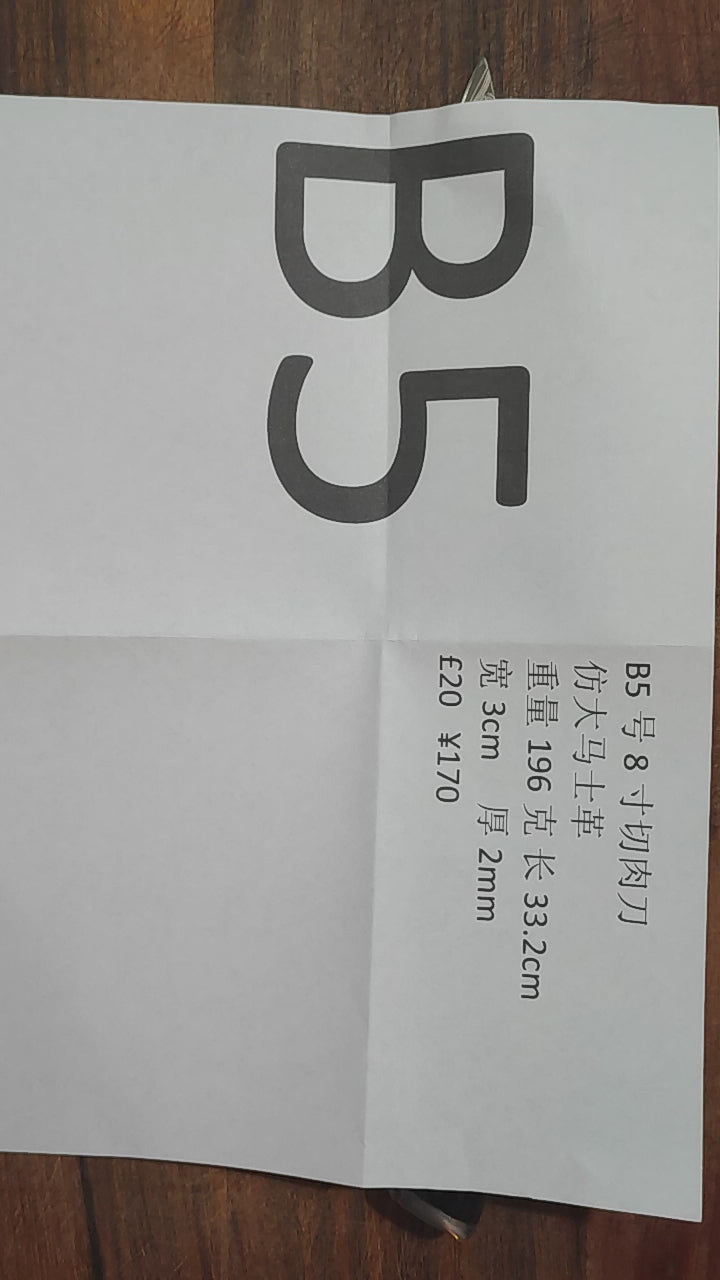 B5
B5 号 8 寸切肉刀
仿大马士革
重量 196 克 长 33.2cm
宽 3cm 厚 2mm
£20 ¥170